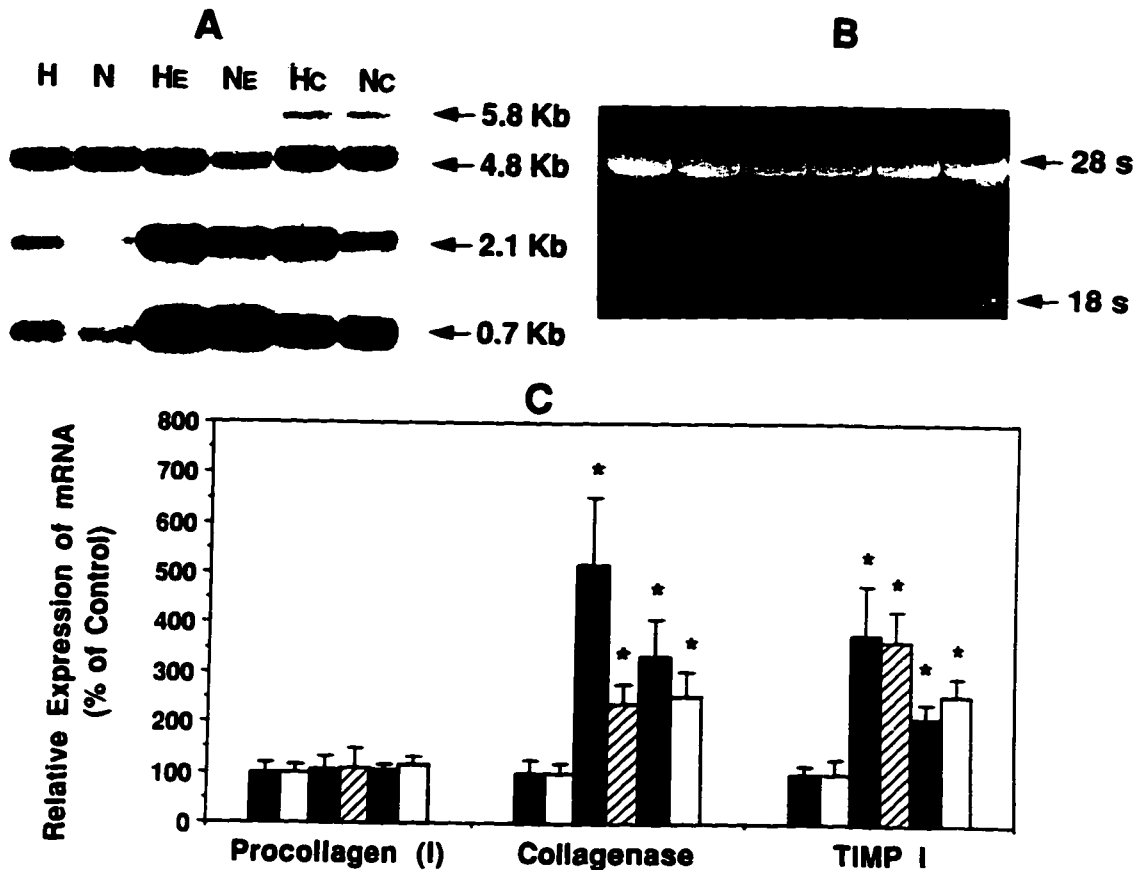 A
H N HE NE HC NC
5.8 Kb
4.8 Kb
2.1 Kb
0.7 Kb
B
28 s
18 s
C
Relative Expression of mRNA
(% of Control)
800
700
600
500
400
300
200
100
0
* * * *
* * * *
Procollagen (I) Collagenase TIMP I